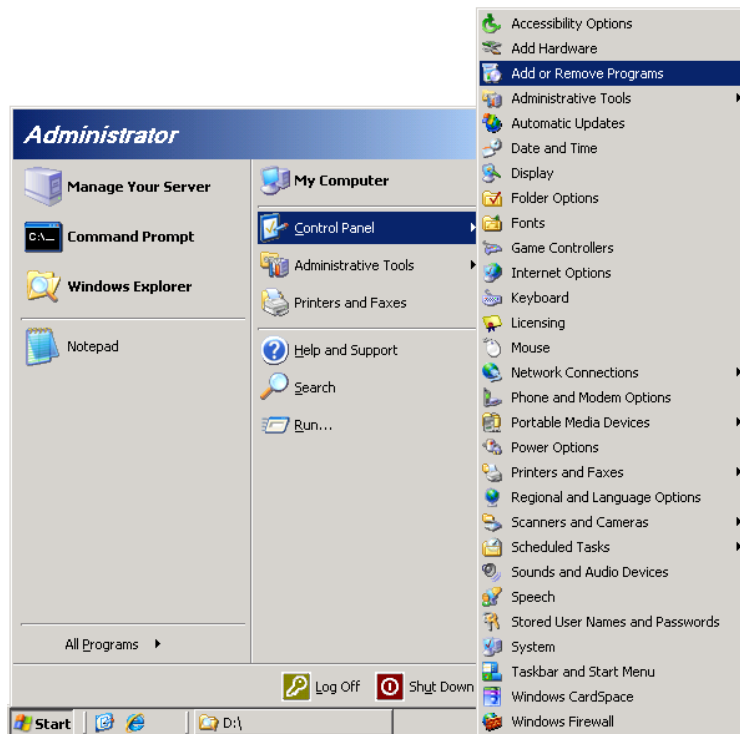 Administrator
Manage Your Server
Command Prompt
Windows Explorer
Notepad
All Programs
My Computer
Control Panel
Administrative Tools
Printers and Faxes
Help and Support
Search
Run...
Log Off
Shut Down
Accessibility Options
Add Hardware
Add or Remove Programs
Administrative Tools
Automatic Updates
Date and Time
Display
Folder Options
Fonts
Game Controllers
Internet Options
Keyboard
Licensing
Mouse
Network Connections
Phone and Modem Options
Portable Media Devices
Power Options
Printers and Faxes
Regional and Language Options
Scanners and Cameras
Scheduled Tasks
Sounds and Audio Devices
Speech
Stored User Names and Passwords
System
Taskbar and Start Menu
Windows CardSpace
Windows Firewall
Start
D:\